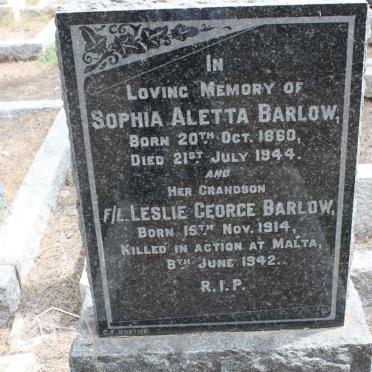 IN
LOVING MEMORY OF
SOPHIA ALETTA BARLOW,
BORN 20TH OCT. 1860,
DIED 21ST JULY 1944.
AND
HER GRANDSON
F/L. LESLIE GEORGE BARLOW,
BORN 15TH NOV. 1914,
KILLED IN ACTION AT MALTA,
8TH JUNE 1942.
R.I.P.